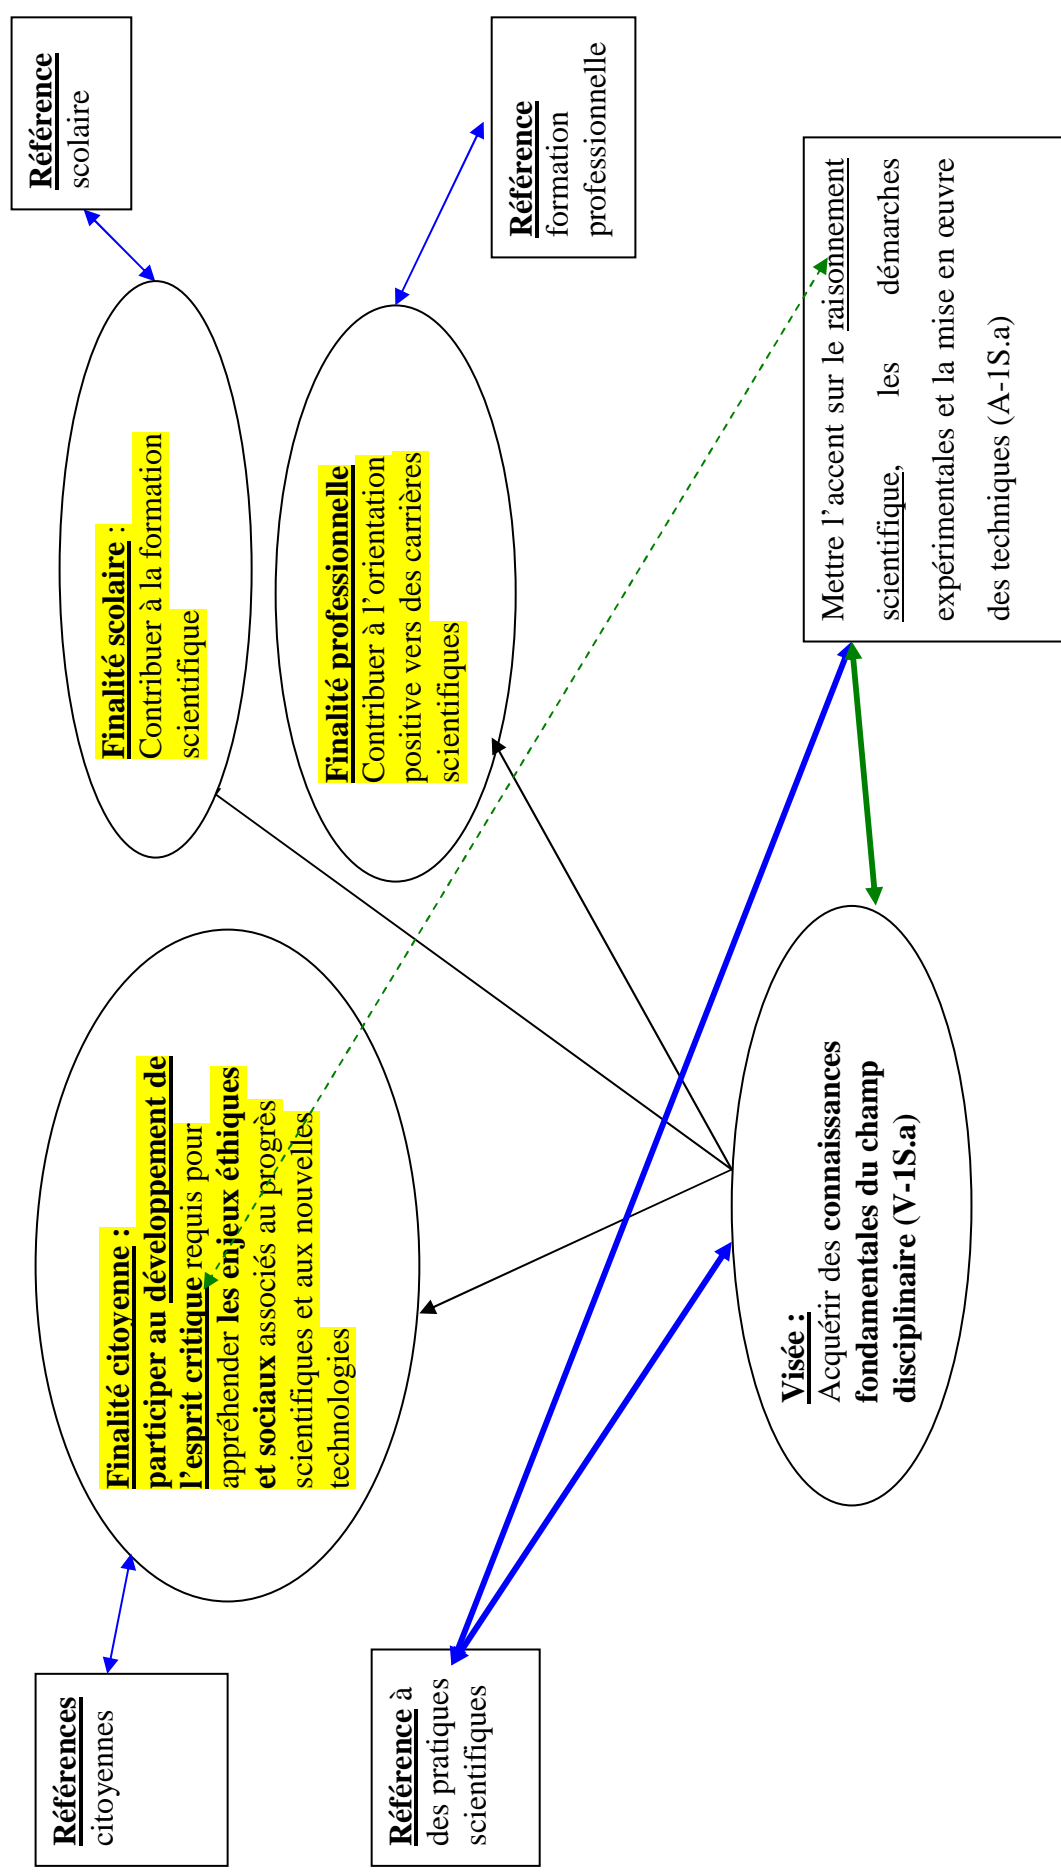 Références
citoyennes
Finalité citoyenne :
participer au développement de
l'esprit critique requis pour
appréhender les enjeux éthiques
et sociaux associés au progrès
scientifiques et aux nouvelles
technologies
Finalité scolaire :
Contribuer à la formation
scientifique
Référence
scolaire
Finalité professionnelle
Contribuer à l'orientation
positive vers des carrières
scientifiques
Référence
formation
professionnelle
Référence à
des pratiques
scientifiques
Visée :
Acquérir des connaissances
fondamentales du champ
disciplinaire (V-1S.a)
Mettre l'accent sur le raisonnement
scientifique, les démarches
expérimentales et la mise en œuvre
des techniques (A-1S.a)